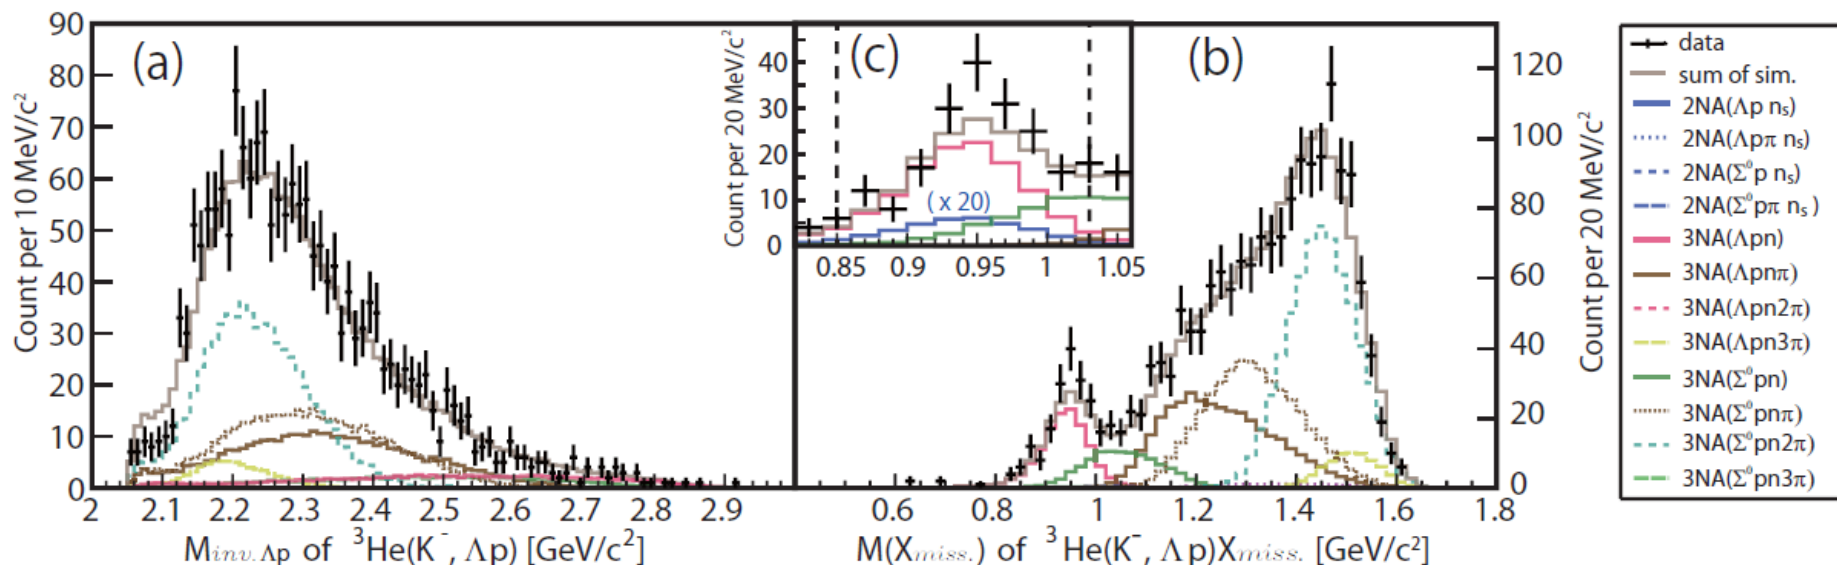 90
80
70
60
50
40
30
20
10
0
Count per 10 MeV/c²
(a)
2 2.1 2.2 2.3 2.4 2.5 2.6 2.7 2.8 2.9
M inv. Λp of ³He(K⁻, Λp) [GeV/c²]
Count per 20 MeV/c²
40
30
20
10
0
(c)
( x 20)
0.85 0.9 0.95 1 1.05
(b)
120
100
80
60
40
20
0
Count per 20 MeV/c²
0.6 0.8 1 1.2 1.4 1.6 1.8
M(X miss.) of ³He(K⁻, Λp)X miss. [GeV/c²]
data
sum of sim.
2NA(Λp nₛ)
2NA(Λpπ nₛ)
2NA(Σ⁰p nₛ)
2NA(Σ⁰pπ nₛ )
3NA(Λpn)
3NA(Λpnπ)
3NA(Λpn2π)
3NA(Λpn3π)
3NA(Σ⁰pn)
3NA(Σ⁰pnπ)
3NA(Σ⁰pn2π)
3NA(Σ⁰pn3π)